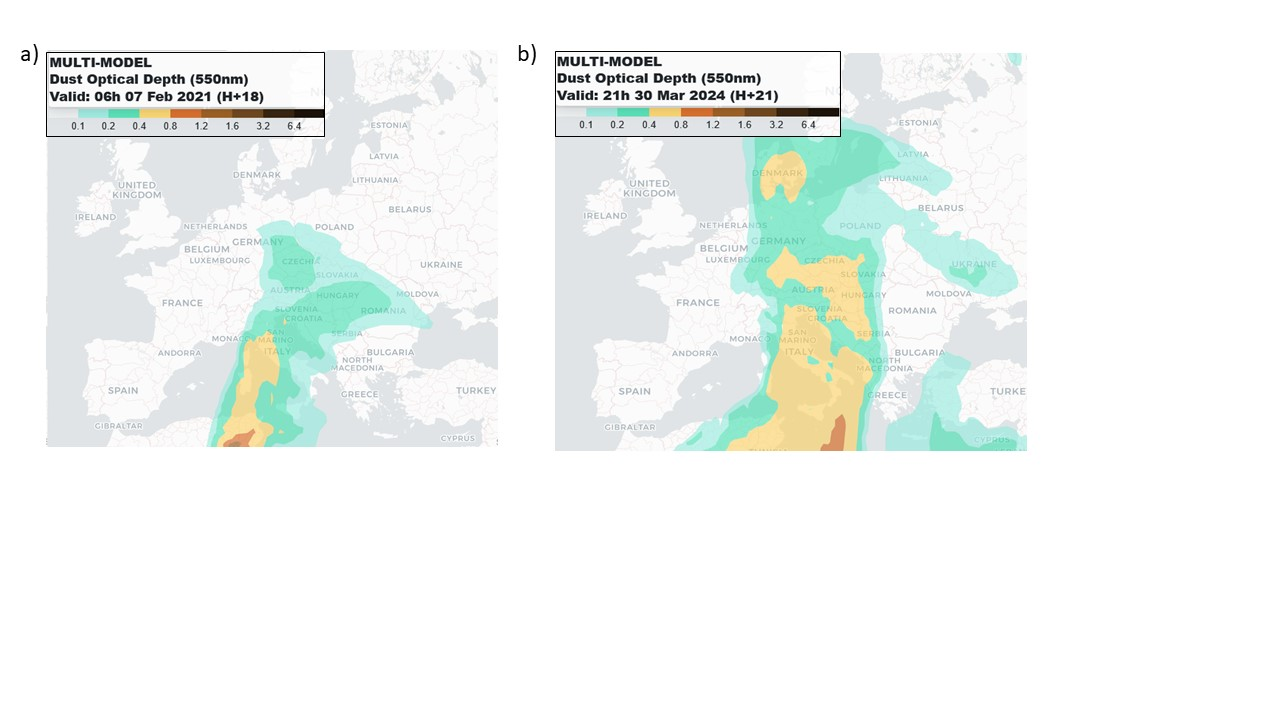 a)
MULTI-MODEL
Dust Optical Depth (550nm)
Valid: 06h 07 Feb 2021 (H+18)
0.1 0.2 0.4 0.8 1.2 1.6 3.2 6.4
ESTONIA
LATVIA
DENMARK
LITHUANIA
UNITED
KINGDOM
IRELAND
BELARUS
NETHERLANDS
POLAND
GERMANY
BELGIUM
LUXEMBOURG
CZECHIA
UKRAINE
SLOVAKIA
AUSTRIA
HUNGARY
MOLDOVA
FRANCE
SLOVENIA
ROMANIA
CROATIA
SAN
MARINO
SERBIA
MONACO
ITALY
ANDORRA
BULGARIA
NORTH
MACEDONIA
SPAIN
GREECE
TURKEY
GIBRALTAR
CYPRUS
b)
MULTI-MODEL
Dust Optical Depth (550nm)
Valid: 21h 30 Mar 2024 (H+21)
0.1 0.2 0.4 0.8 1.2 1.6 3.2 6.4
ESTONIA
LATVIA
DENMARK
LITHUANIA
UNITED
KINGDOM
IRELAND
BELARUS
NETHERLANDS
POLAND
GERMANY
BELGIUM
LUXEMBOURG
CZECHIA
UKRAINE
SLOVAKIA
AUSTRIA
HUNGARY
MOLDOVA
FRANCE
SLOVENIA
ROMANIA
CROATIA
SAN
MARINO
SERBIA
MONACO
ITALY
ANDORRA
BULGARIA
NORTH
MACEDONIA
SPAIN
GREECE
TURKE
GIBRALTAR
CYPRUS